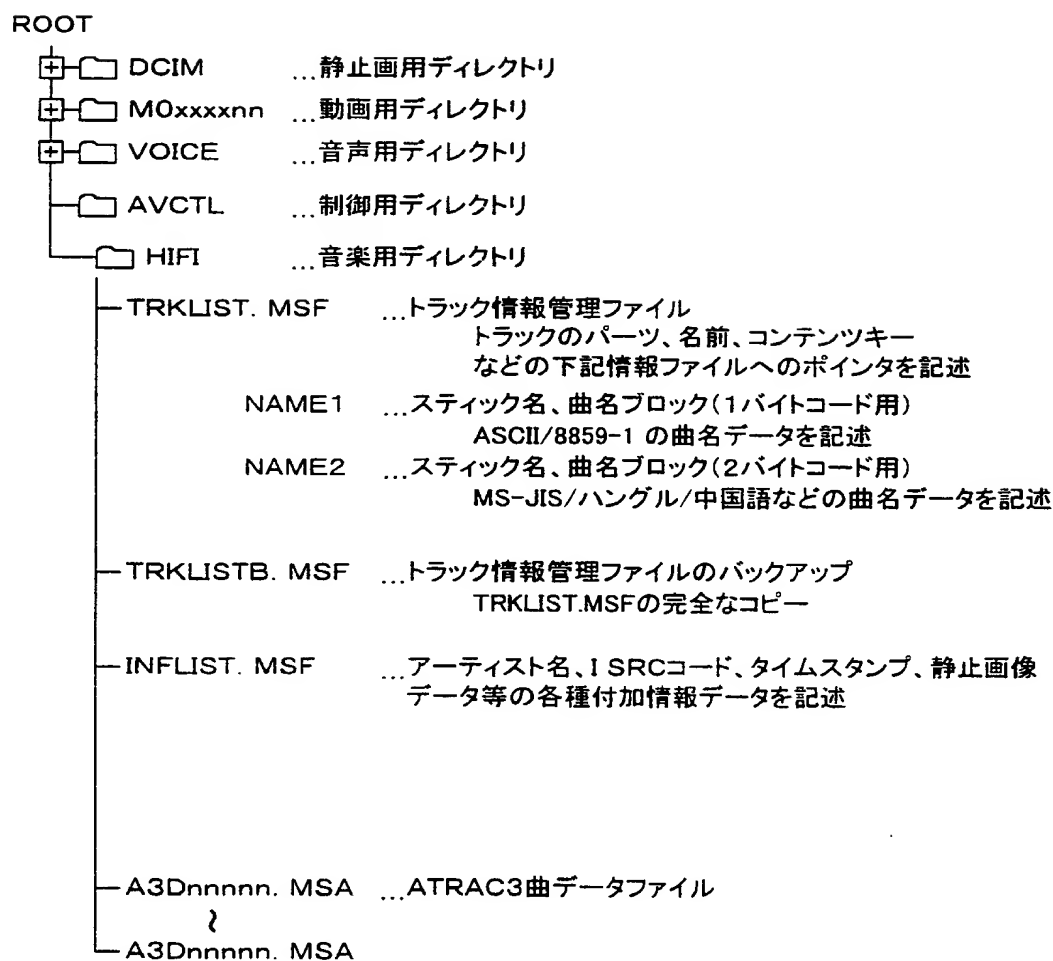 ROOT
DCIM ...静止画用ディレクトリ
MOxxxxnn ...動画用ディレクトリ
VOICE ...音声用ディレクトリ
AVCTL ...制御用ディレクトリ
HIFI ...音楽用ディレクトリ
TRKLIST. MSF ...トラック情報管理ファイル
トラックのパーツ、名前、コンテンツキー
などの下記情報ファイルへのポインタを記述
NAME1 ...スティック名、曲名ブロック(1バイトコード用)
ASCII/8859-1 の曲名データを記述
NAME2 ...スティック名、曲名ブロック(2バイトコード用)
MS-JIS/ハングル/中国語などの曲名データを記述
TRKLISTB. MSF ...トラック情報管理ファイルのバックアップ
TRKLIST.MSFの完全なコピー
INFLIST. MSF ...アーティスト名、I SRCコード、タイムスタンプ、静止画像
データ等の各種付加情報データを記述
A3Dnnnnn. MSA ...ATRAC3曲データファイル
~
A3Dnnnnn. MSA